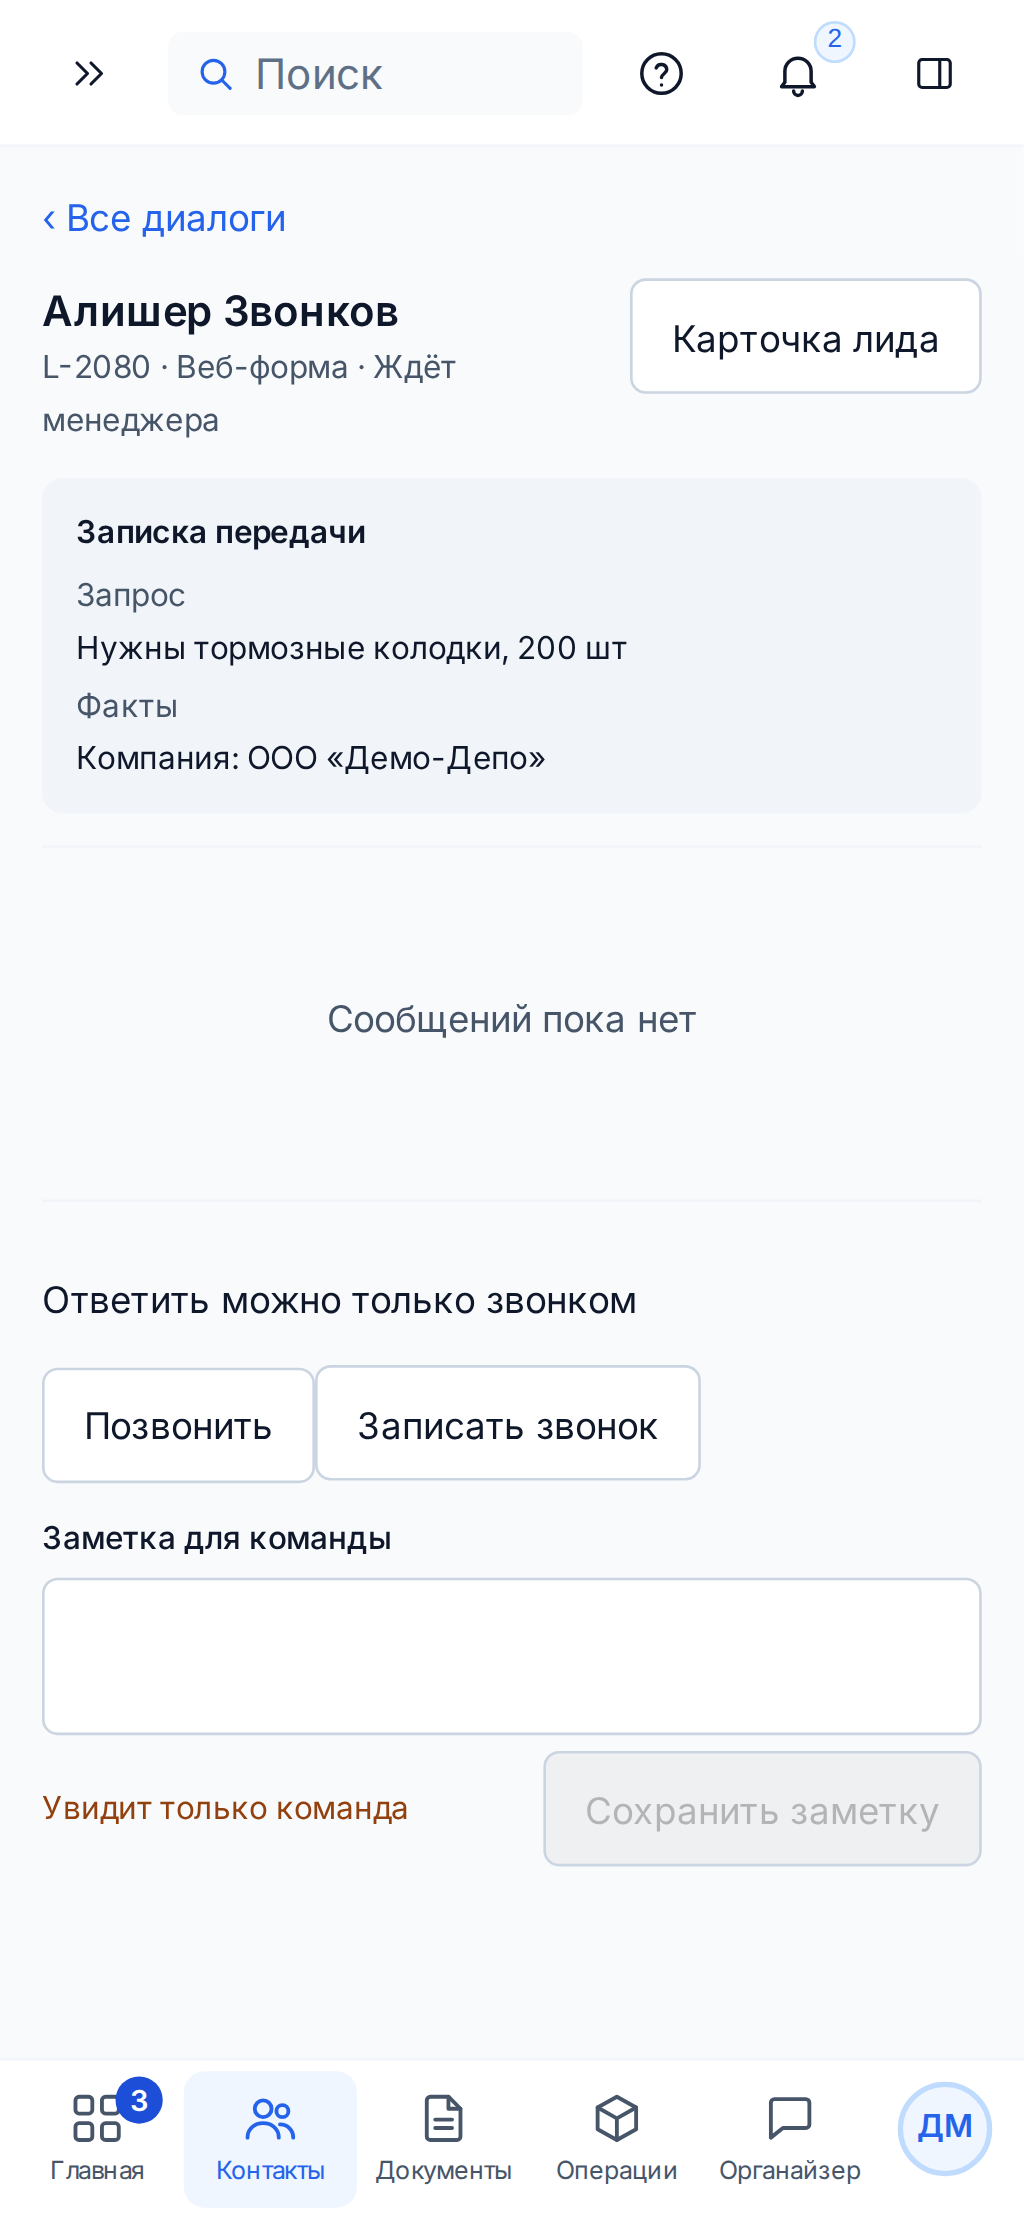 Поиск
2
‹ Все диалоги
Алишер Звонков
L-2080 · Веб-форма · Ждёт
менеджера
Карточка лида
Записка передачи
Запрос
Нужны тормозные колодки, 200 шт
Факты
Компания: ООО «Демо-Депо»
Сообщений пока нет
Ответить можно только звонком
Позвонить
Записать звонок
Заметка для команды
Увидит только команда
Сохранить заметку
3
Главная
Контакты
Документы
Операции
Органайзер
ДМ